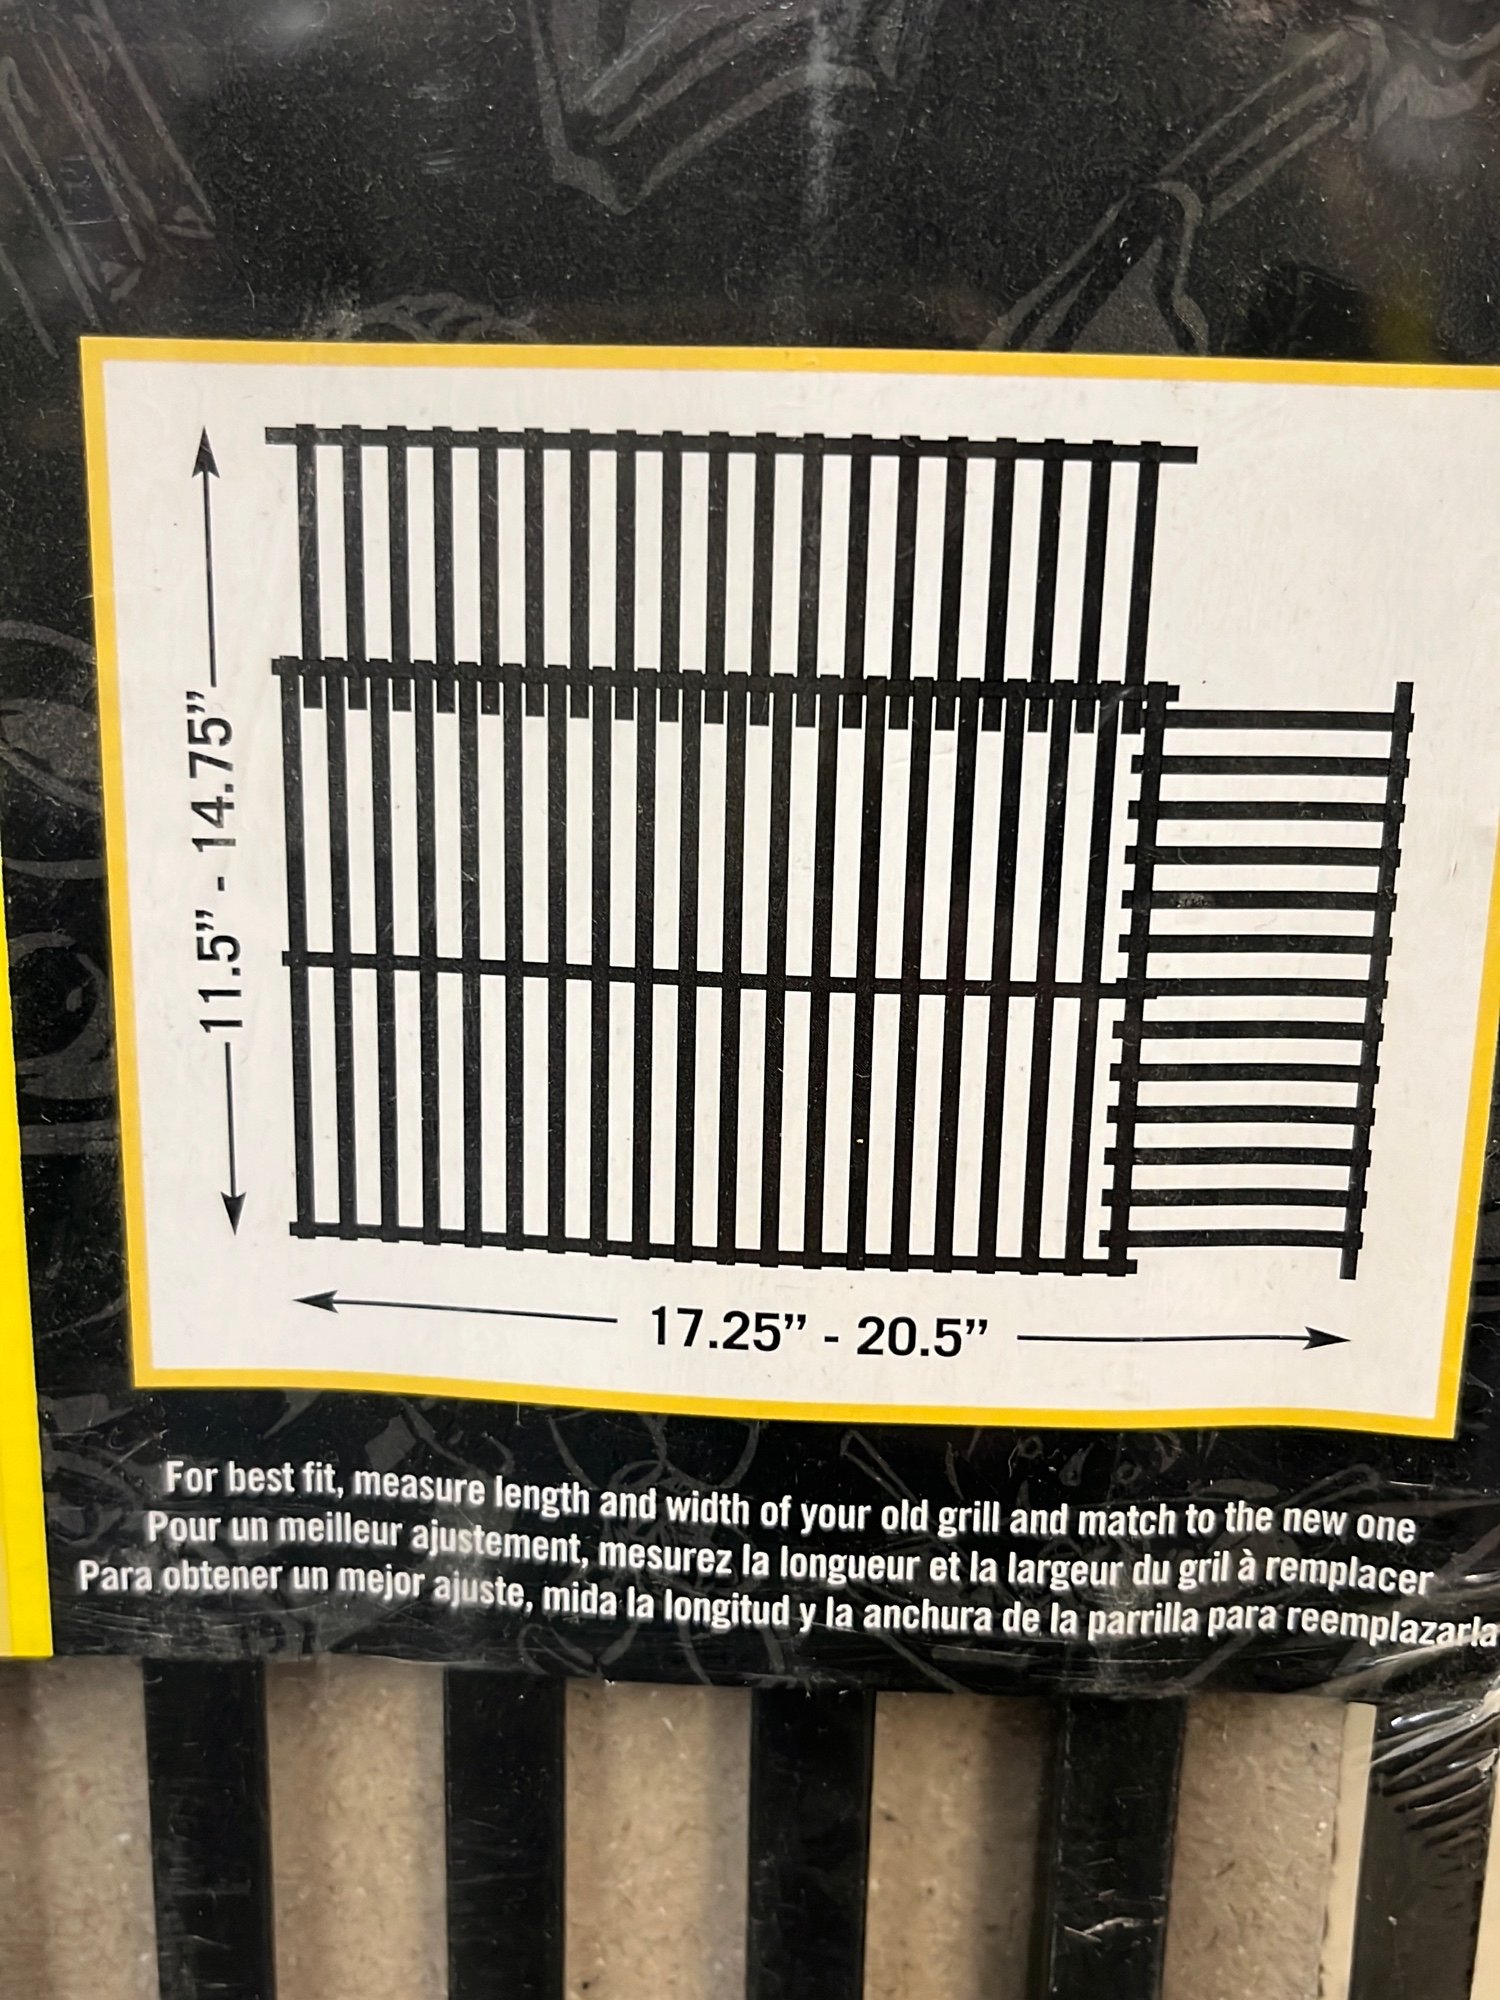 11.5” - 14.75”
17.25” - 20.5”
For best fit, measure length and width of your old grill and match to the new one
Pour un meilleur ajustement, mesurez la longueur et la largeur du gril à remplacer
Para obtener un mejor ajuste, mida la longitud y la anchura de la parrilla para reemplazarla